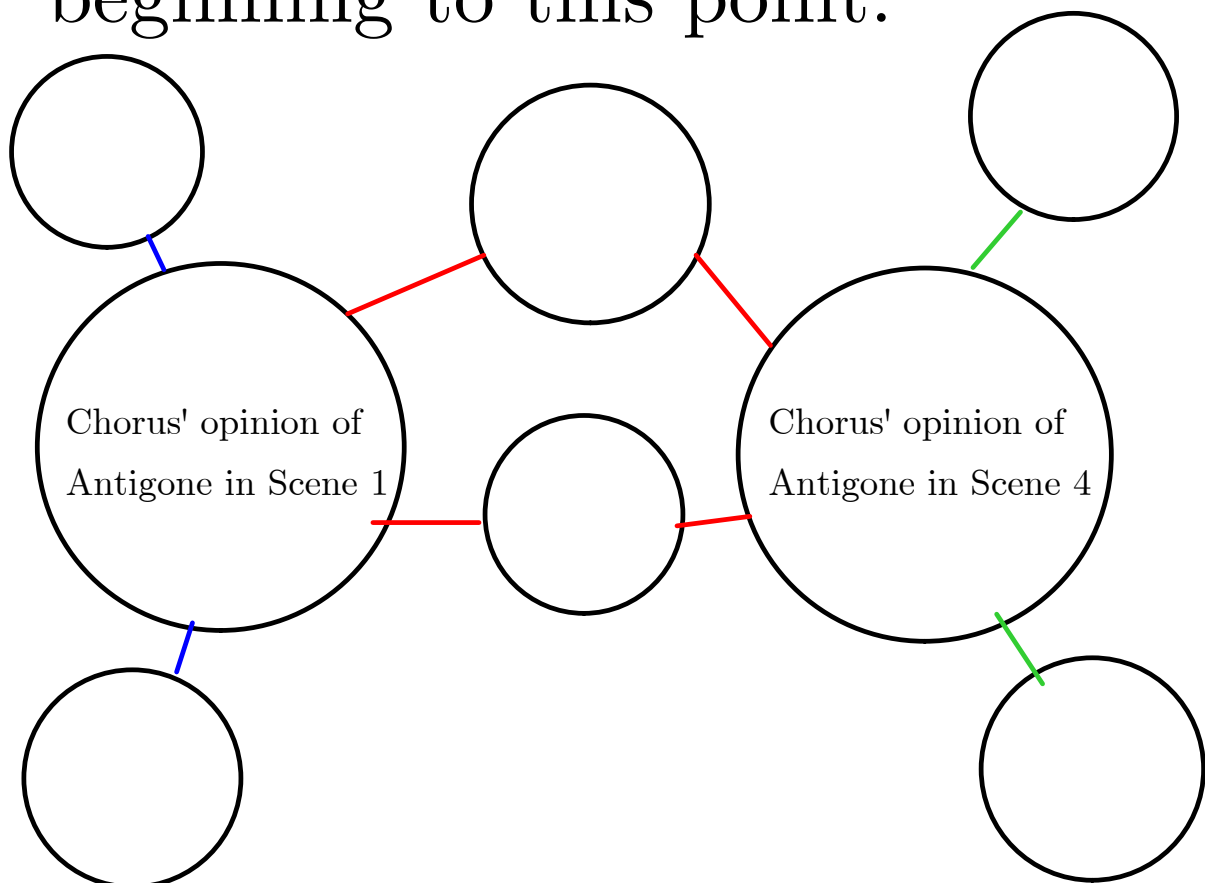 beginning to this point.
Chorus' opinion of
Antigone in Scene 1
Chorus' opinion of
Antigone in Scene 4